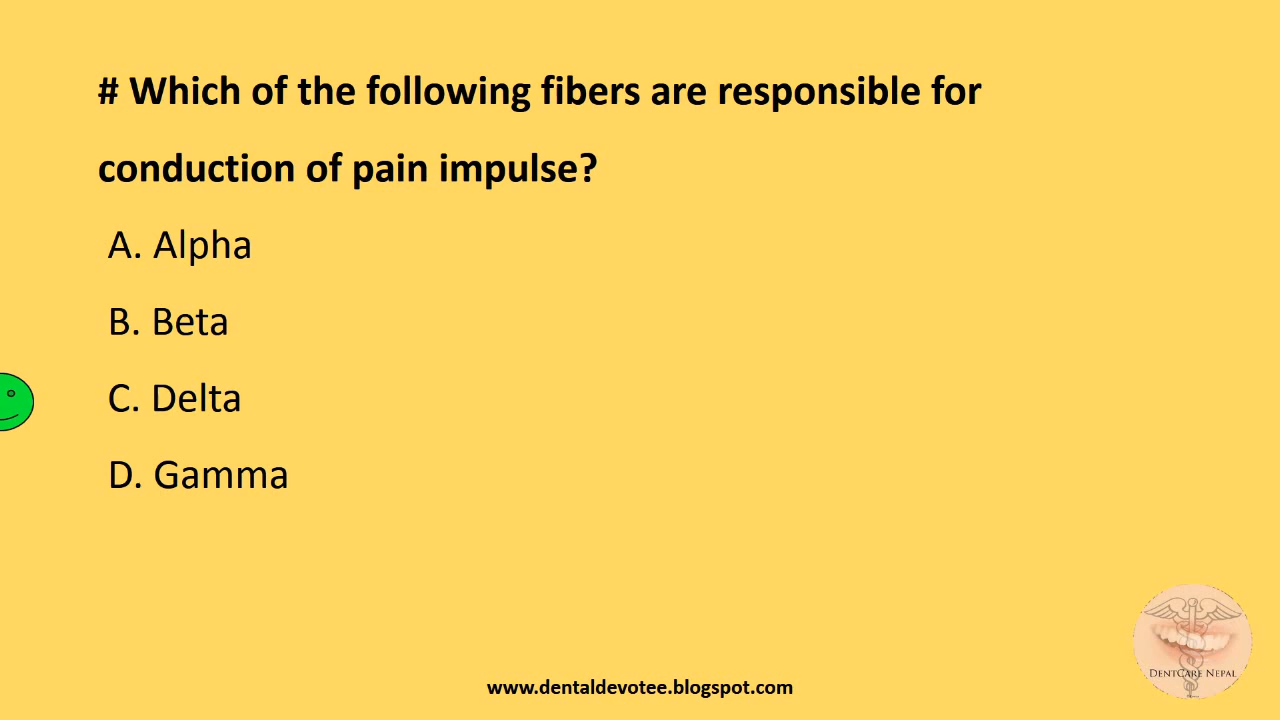 # Which of the following fibers are responsible for
conduction of pain impulse?
A. Alpha
B. Beta
C. Delta
D. Gamma
DENTCARE NEPAL
www.dentaldevotee.blogspot.com